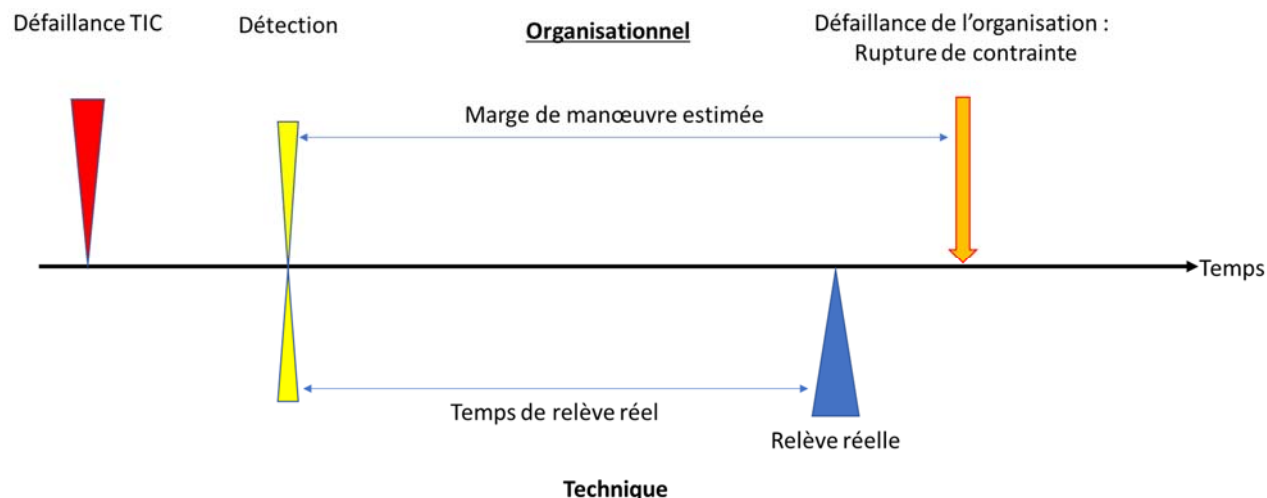 Défaillance TIC
Détection
Organisationnel
Défaillance de l'organisation :
Rupture de contrainte
Marge de manœuvre estimée
Temps
Temps de relève réel
Relève réelle
Technique